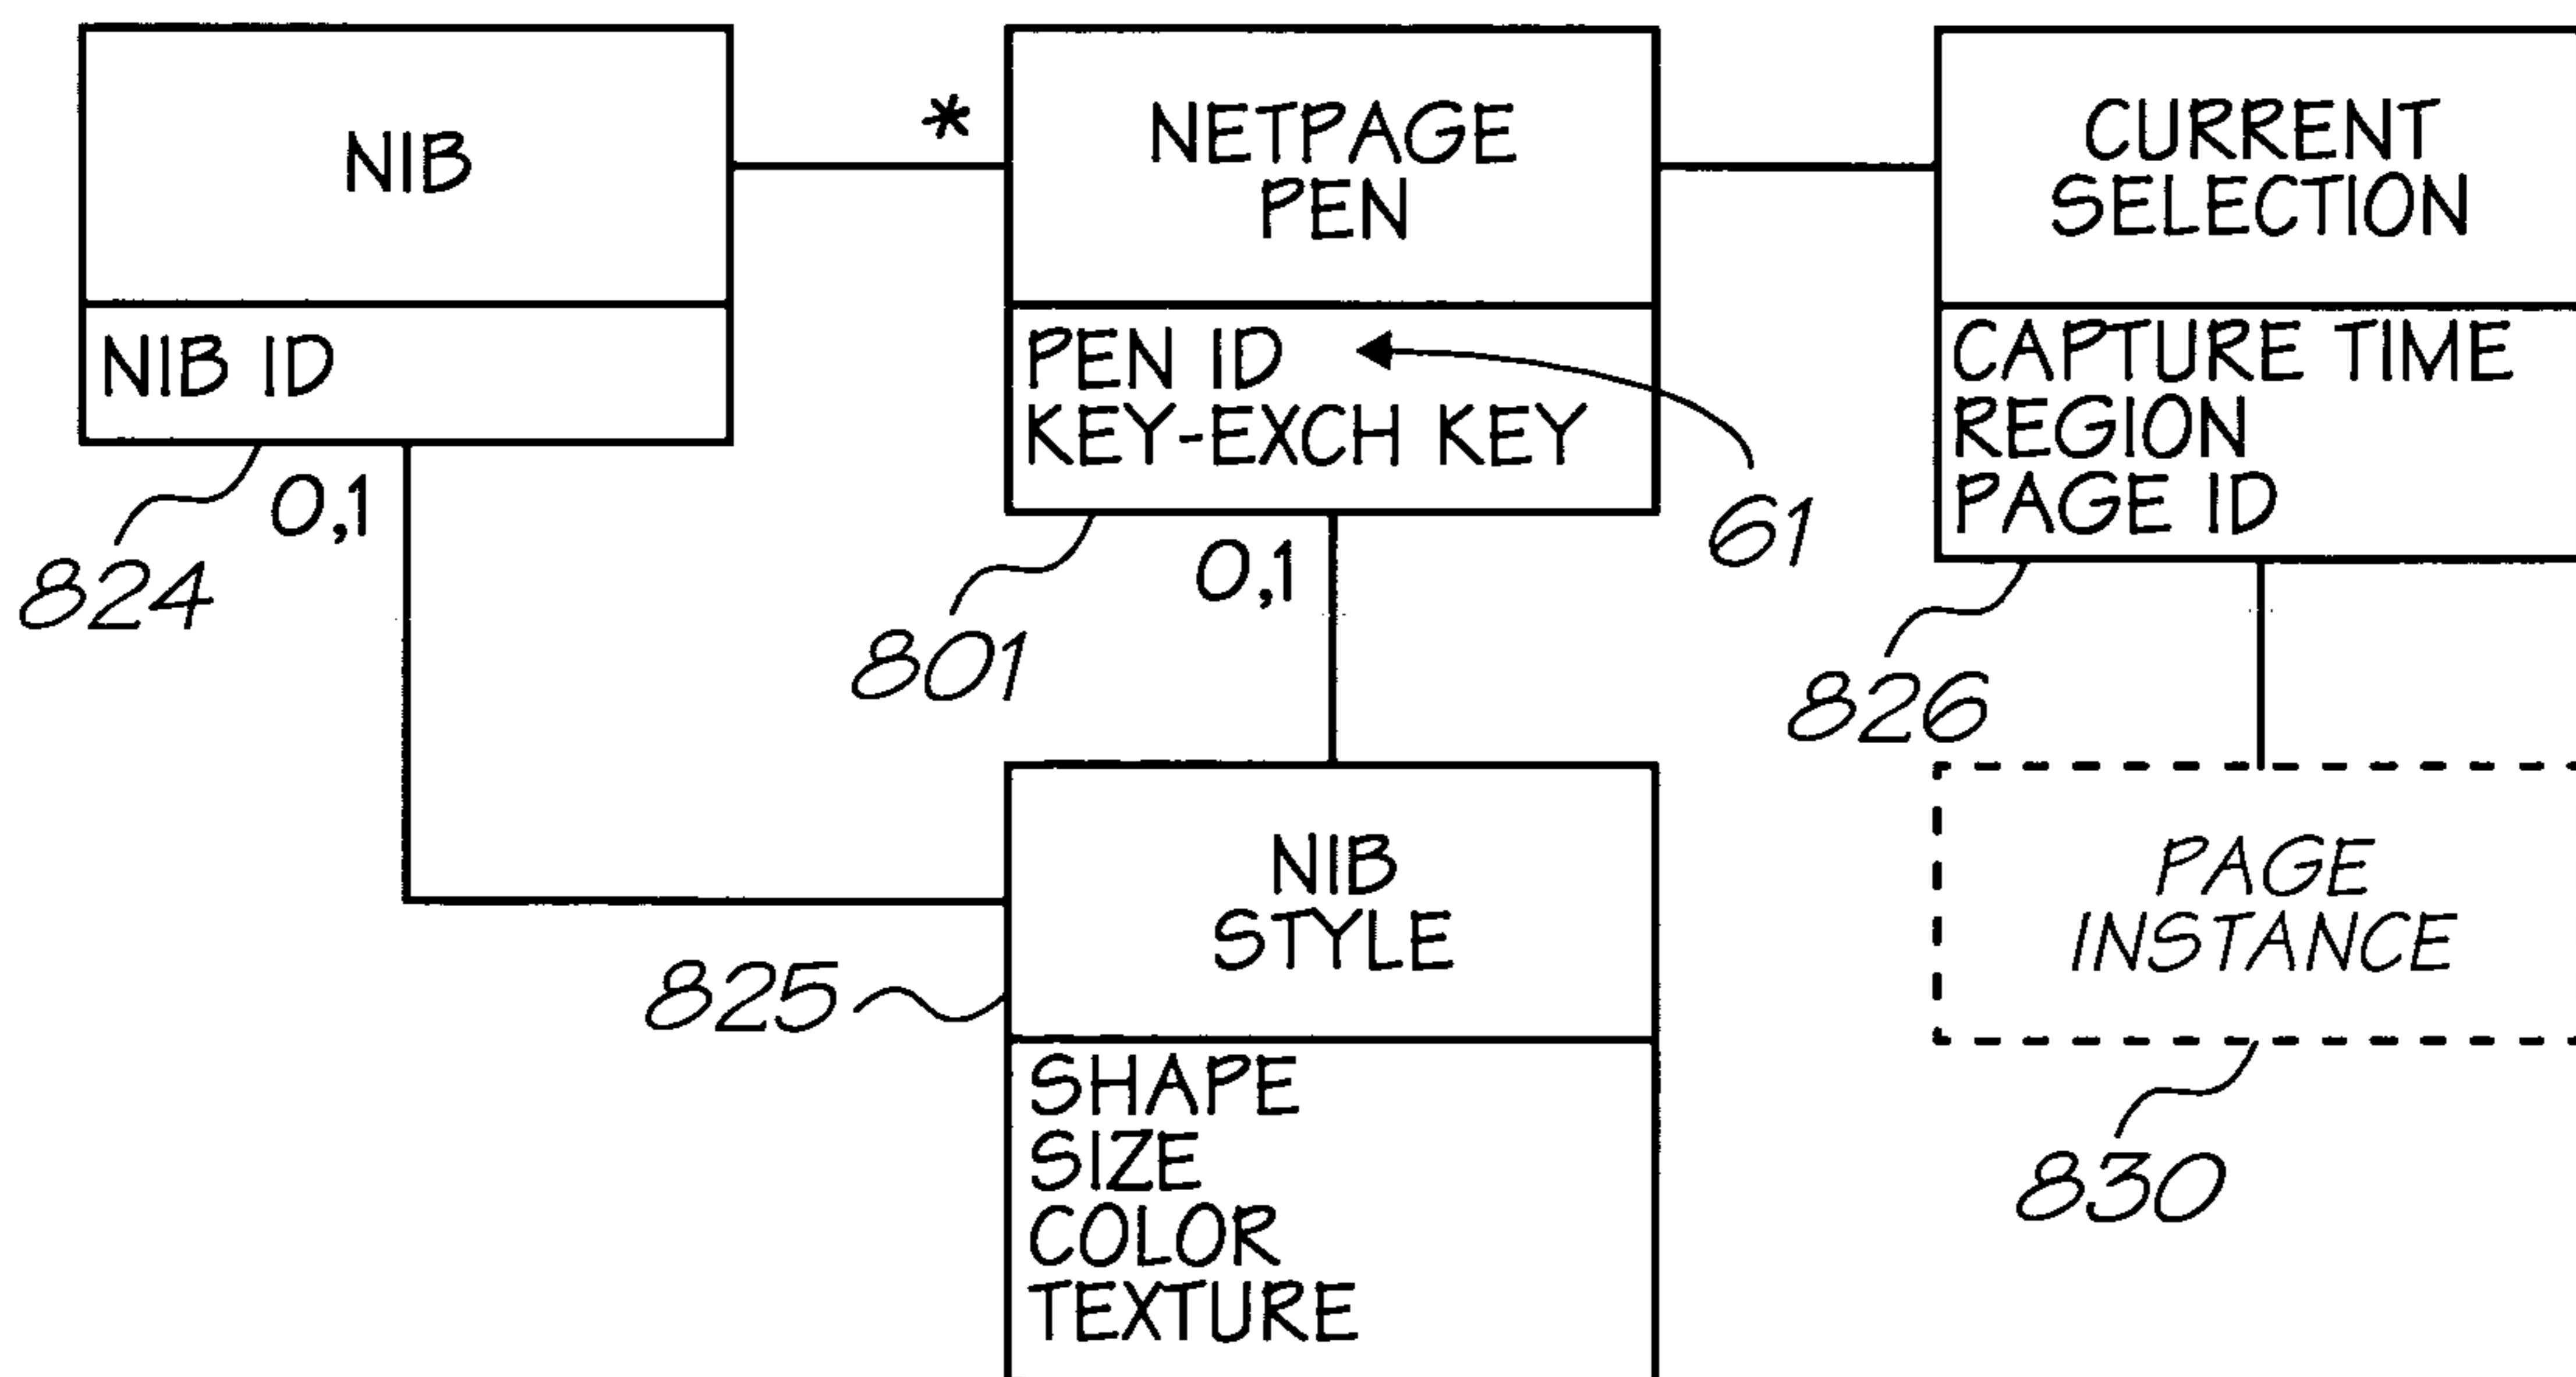 NIB
NIB ID
824
0,1
*
NETPAGE
PEN
PEN ID
KEY-EXCH KEY
61
801
0,1
CURRENT
SELECTION
CAPTURE TIME
REGION
PAGE ID
826
NIB
STYLE
825
SHAPE
SIZE
COLOR
TEXTURE
PAGE
INSTANCE
830